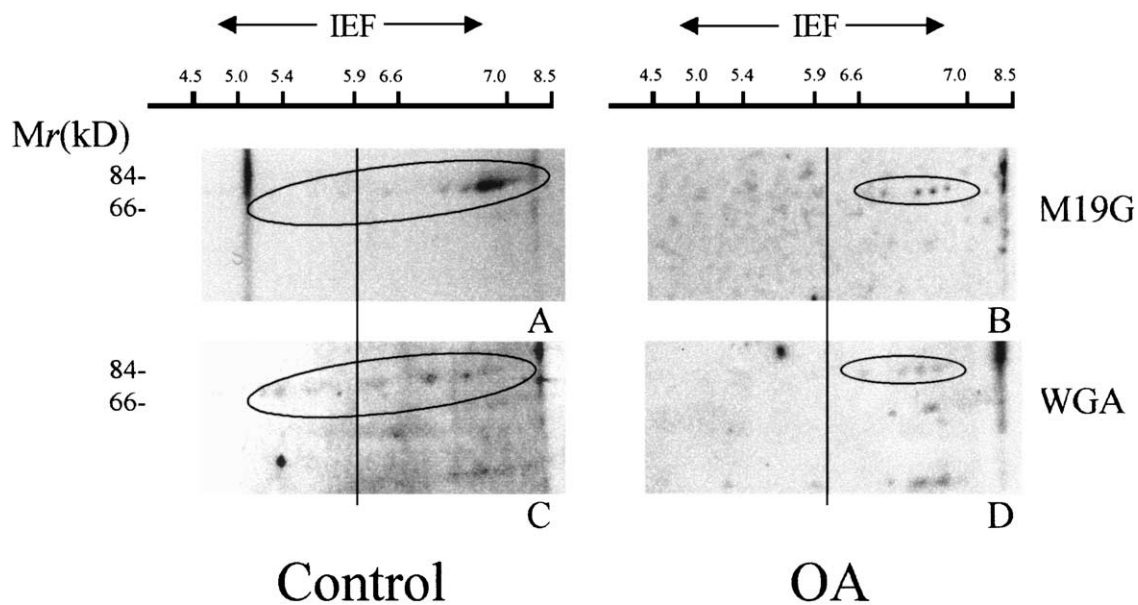 IEF IEF
4.5 5.0 5.4 5.9 6.6 7.0 8.5 4.5 5.0 5.4 5.9 6.6 7.0 8.5
Mr(kD)
84-
66-
M19G
A B
84-
66-
WGA
C D
Control OA